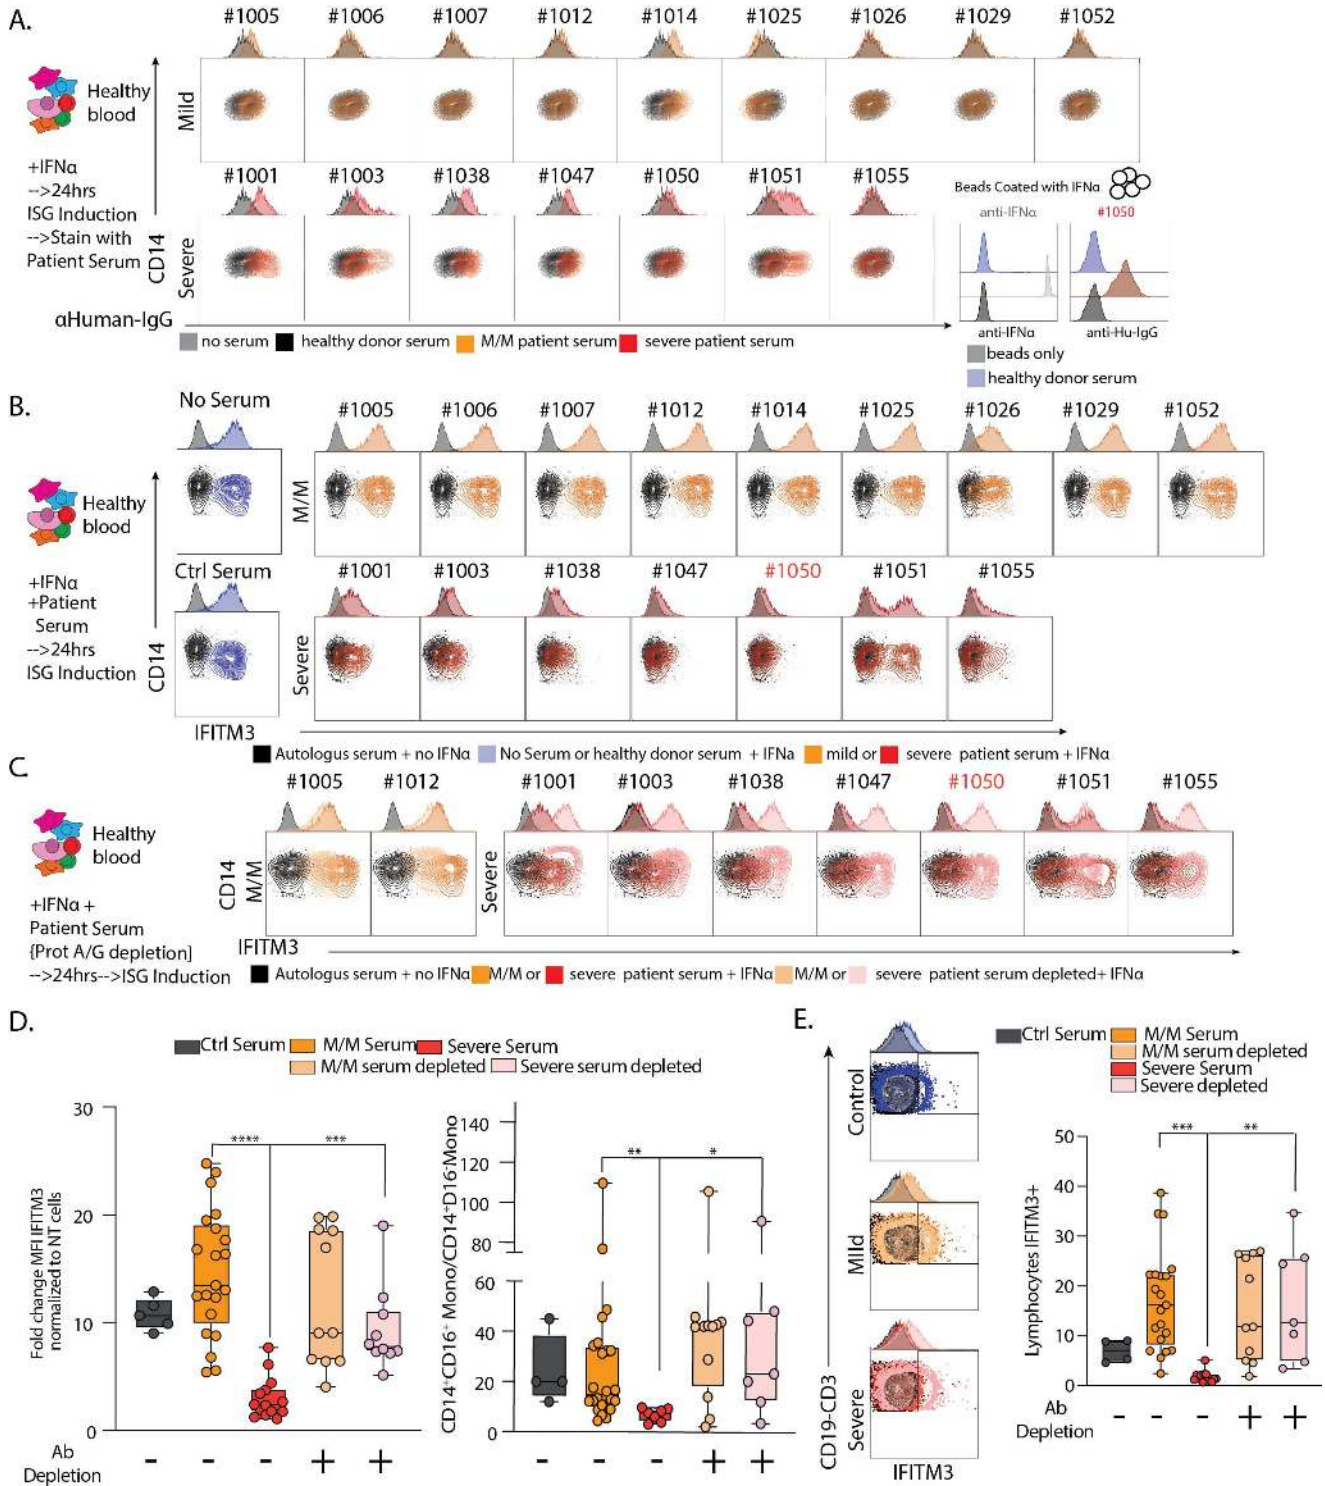 A.
#1005 #1006 #1007 #1012 #1014 #1025 #1026 #1029 #1052
Healthy
blood
Mild
+IFNα
-->24hrs
ISG Induction
-->Stain with
Patient Serum
CD14
#1001 #1003 #1038 #1047 #1050 #1051 #1055
Severe
αHuman-IgG
no serum healthy donor serum M/M patient serum severe patient serum
Beads Coated with IFNα
anti-IFNα #1050
anti-IFNα anti-Hu-IgG
beads only
healthy donor serum
B.
No Serum
#1005 #1006 #1007 #1012 #1014 #1025 #1026 #1029 #1052
Healthy
blood
M/M
Ctrl Serum
#1001 #1003 #1038 #1047 #1050 #1051 #1055
+IFNα
+Patient
Serum
-->24hrs
ISG Induction
CD14
Severe
IFITM3
Autologus serum + no IFNα No Serum or healthy donor serum + IFNa mild or severe patient serum + IFNα
C.
#1005 #1012 #1001 #1003 #1038 #1047 #1050 #1051 #1055
Healthy
blood
CD14
M/M
Severe
+IFNα +
Patient Serum
{Prot A/G depletion]
-->24hrs-->ISG Induction
IFITM3
Autologus serum + no IFNα M/M or severe patient serum + IFNα M/M or severe patient serum depleted+ IFNα
D.
Ctrl Serum M/M Serum Severe Serum
M/M serum depleted Severe serum depleted
Fold change MFI IFITM3
normalized to NT cells
30
20
10
0
**** ***
Ab
Depletion
- - - + +
CD14-CD16- Mono/CD14+D16-Mono
140
120
100
80
60
40
20
0
** *
- - - + +
E.
Control
Mild
Severe
CD19-CD3
IFITM3
Ctrl Serum M/M Serum
M/M serum depleted
Severe Serum
Severe depleted
Lymphocytes IFITM3+
50
40
30
20
10
0
*** **
Ab
Depletion
- - - + +